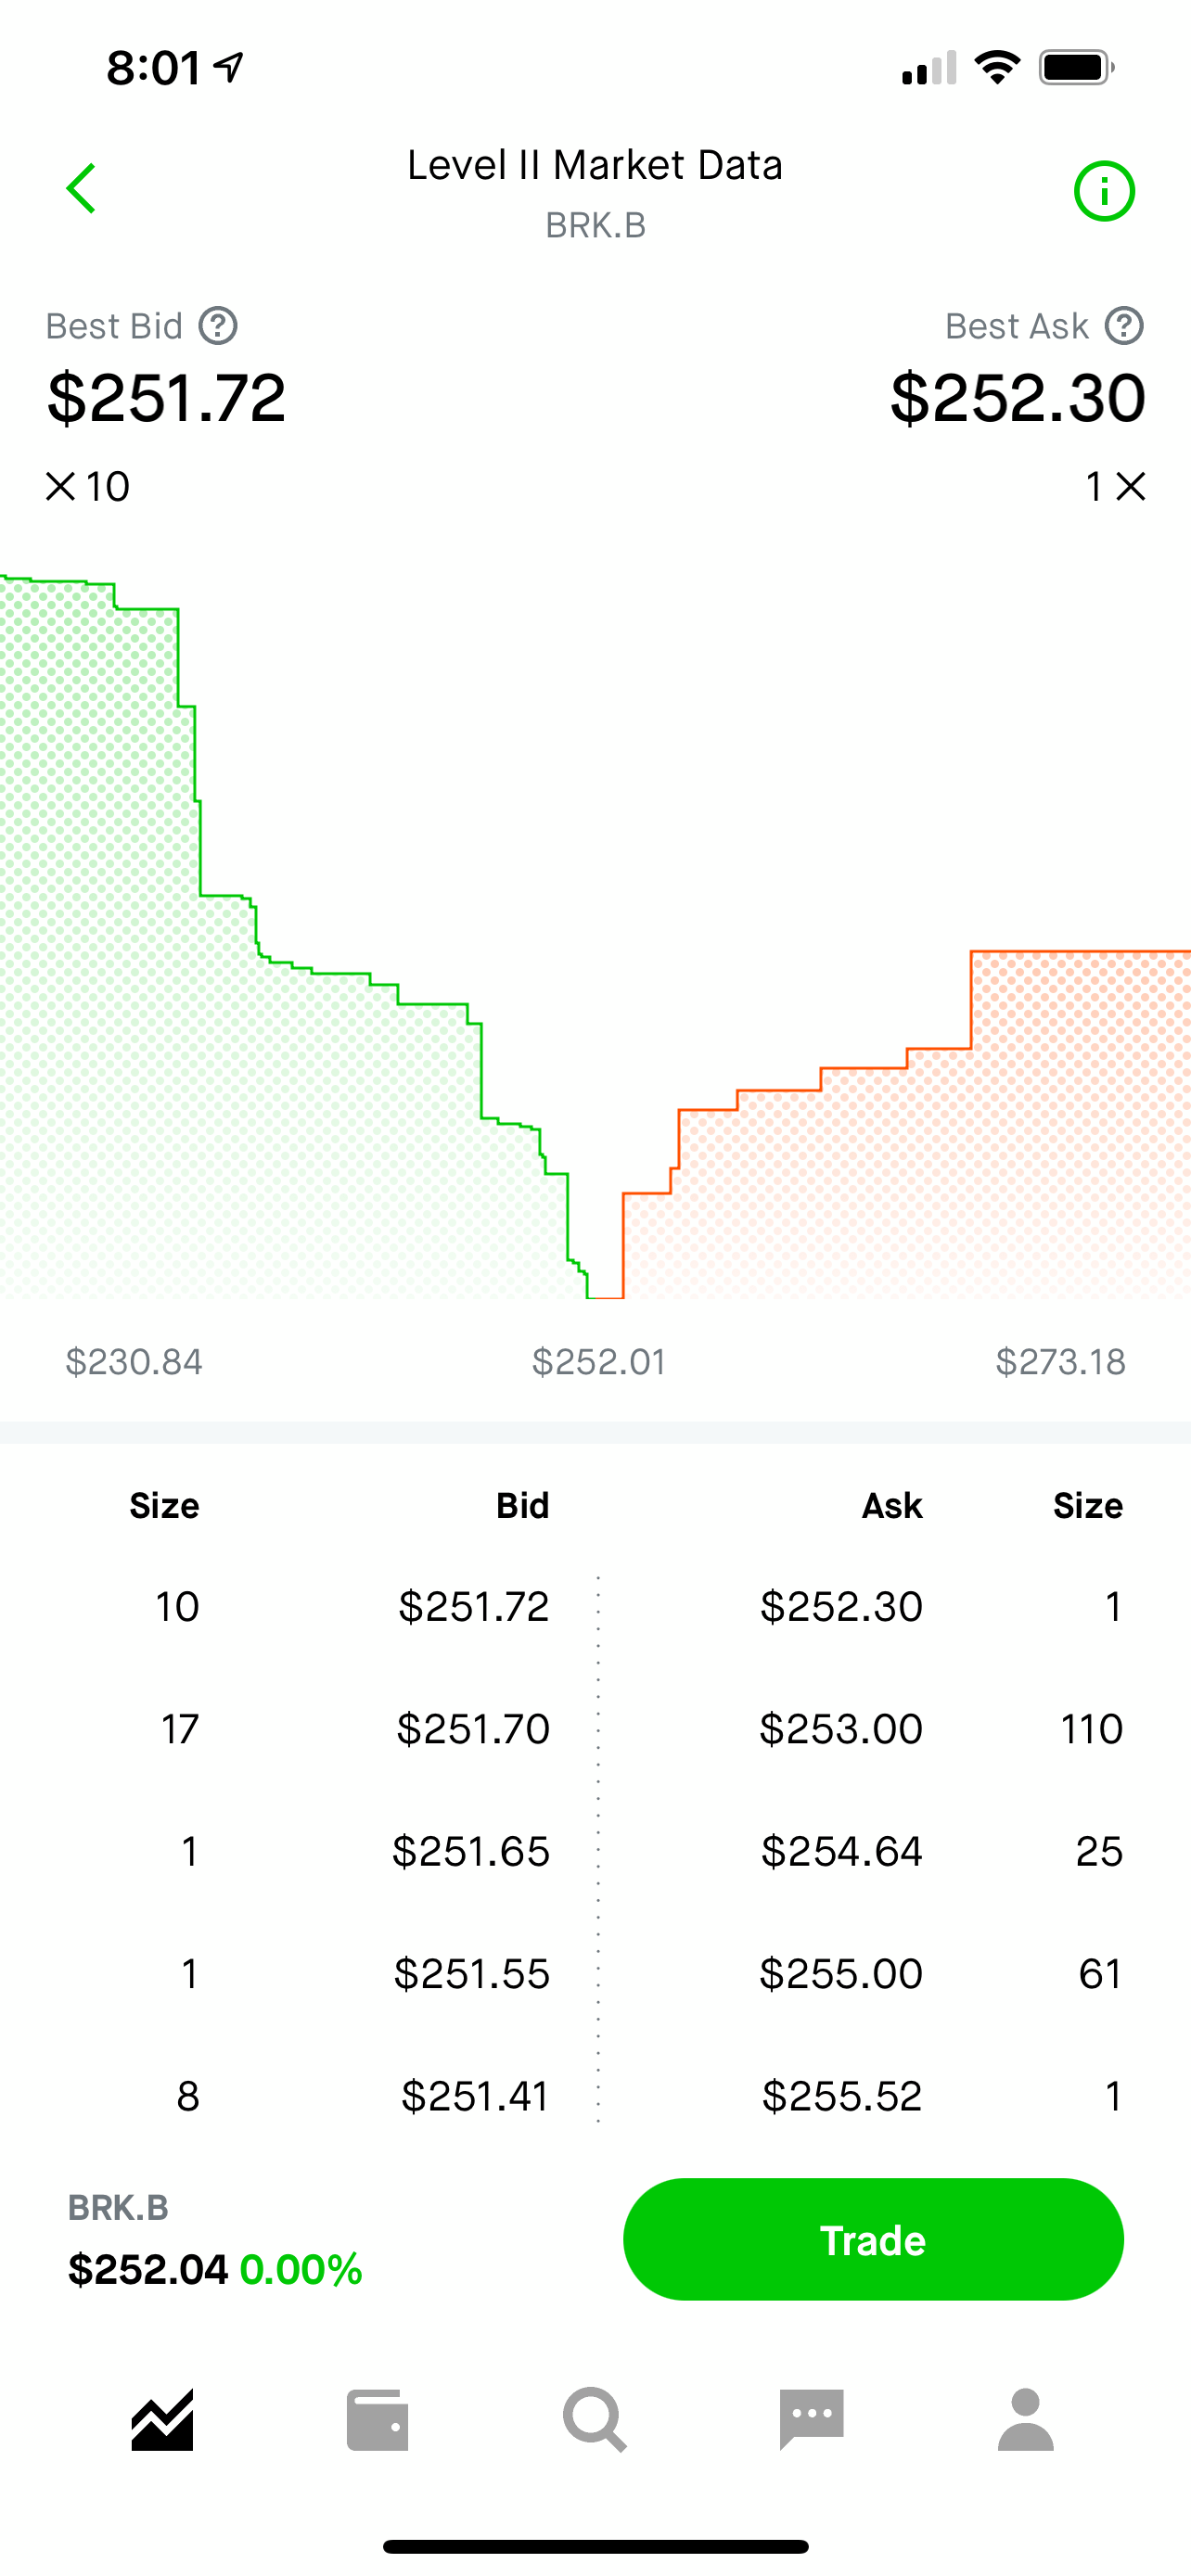 8:01
Level II Market Data
BRK.B
Best Bid ? Best Ask ?
$251.72 $252.30
×10 1×
$230.84 $252.01 $273.18
Size Bid Ask Size
10 $251.72 $252.30 1
17 $251.70 $253.00 110
1 $251.65 $254.64 25
1 $251.55 $255.00 61
8 $251.41 $255.52 1
BRK.B
$252.04 0.00%
Trade